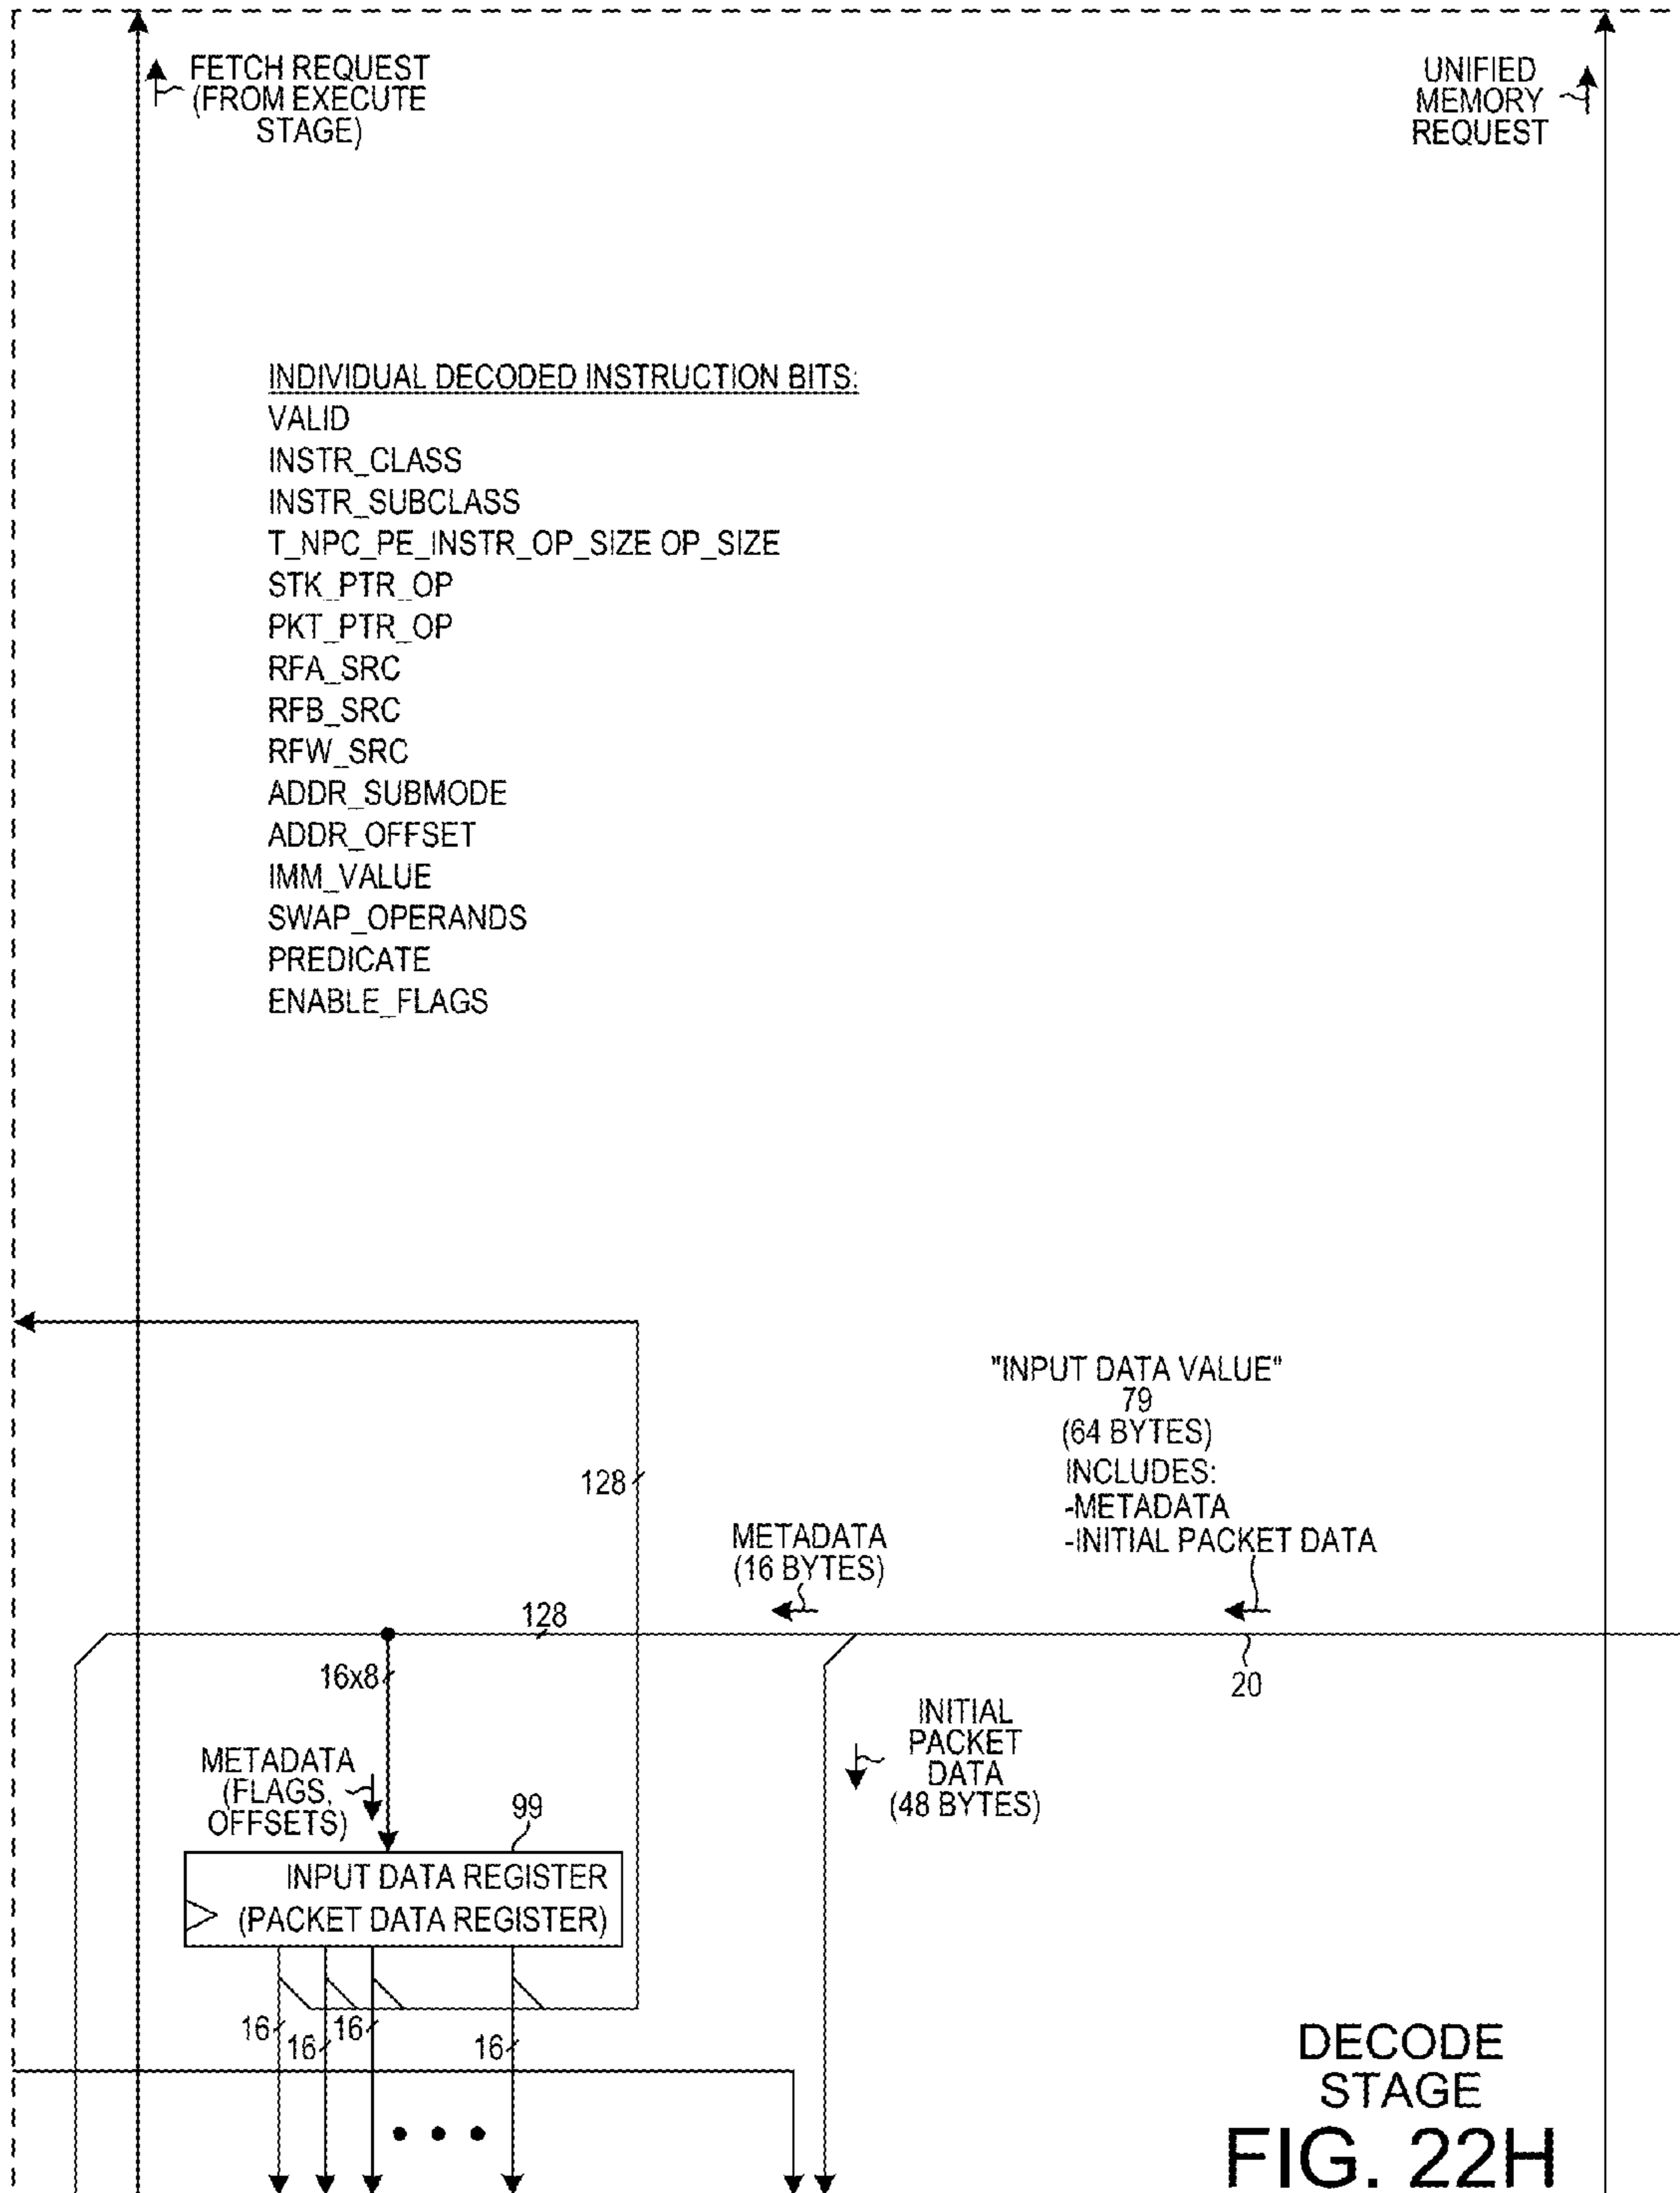 FETCH REQUEST
(FROM EXECUTE
STAGE)
UNIFIED
MEMORY
REQUEST
INDIVIDUAL DECODED INSTRUCTION BITS:
VALID
INSTR_CLASS
INSTR_SUBCLASS
T_NPC_PE_INSTR_OP_SIZE OP_SIZE
STK_PTR_OP
PKT_PTR_OP
RFA_SRC
RFB_SRC
RFW_SRC
ADDR_SUBMODE
ADDR_OFFSET
IMM_VALUE
SWAP_OPERANDS
PREDICATE
ENABLE_FLAGS
"INPUT DATA VALUE"
79
(64 BYTES)
INCLUDES:
-METADATA
-INITIAL PACKET DATA
128
METADATA
(16 BYTES)
128
16x8
20
INITIAL
PACKET
DATA
(48 BYTES)
METADATA
(FLAGS,
OFFSETS)
99
INPUT DATA REGISTER
(PACKET DATA REGISTER)
16
16
16
16
DECODE
STAGE
FIG. 22H